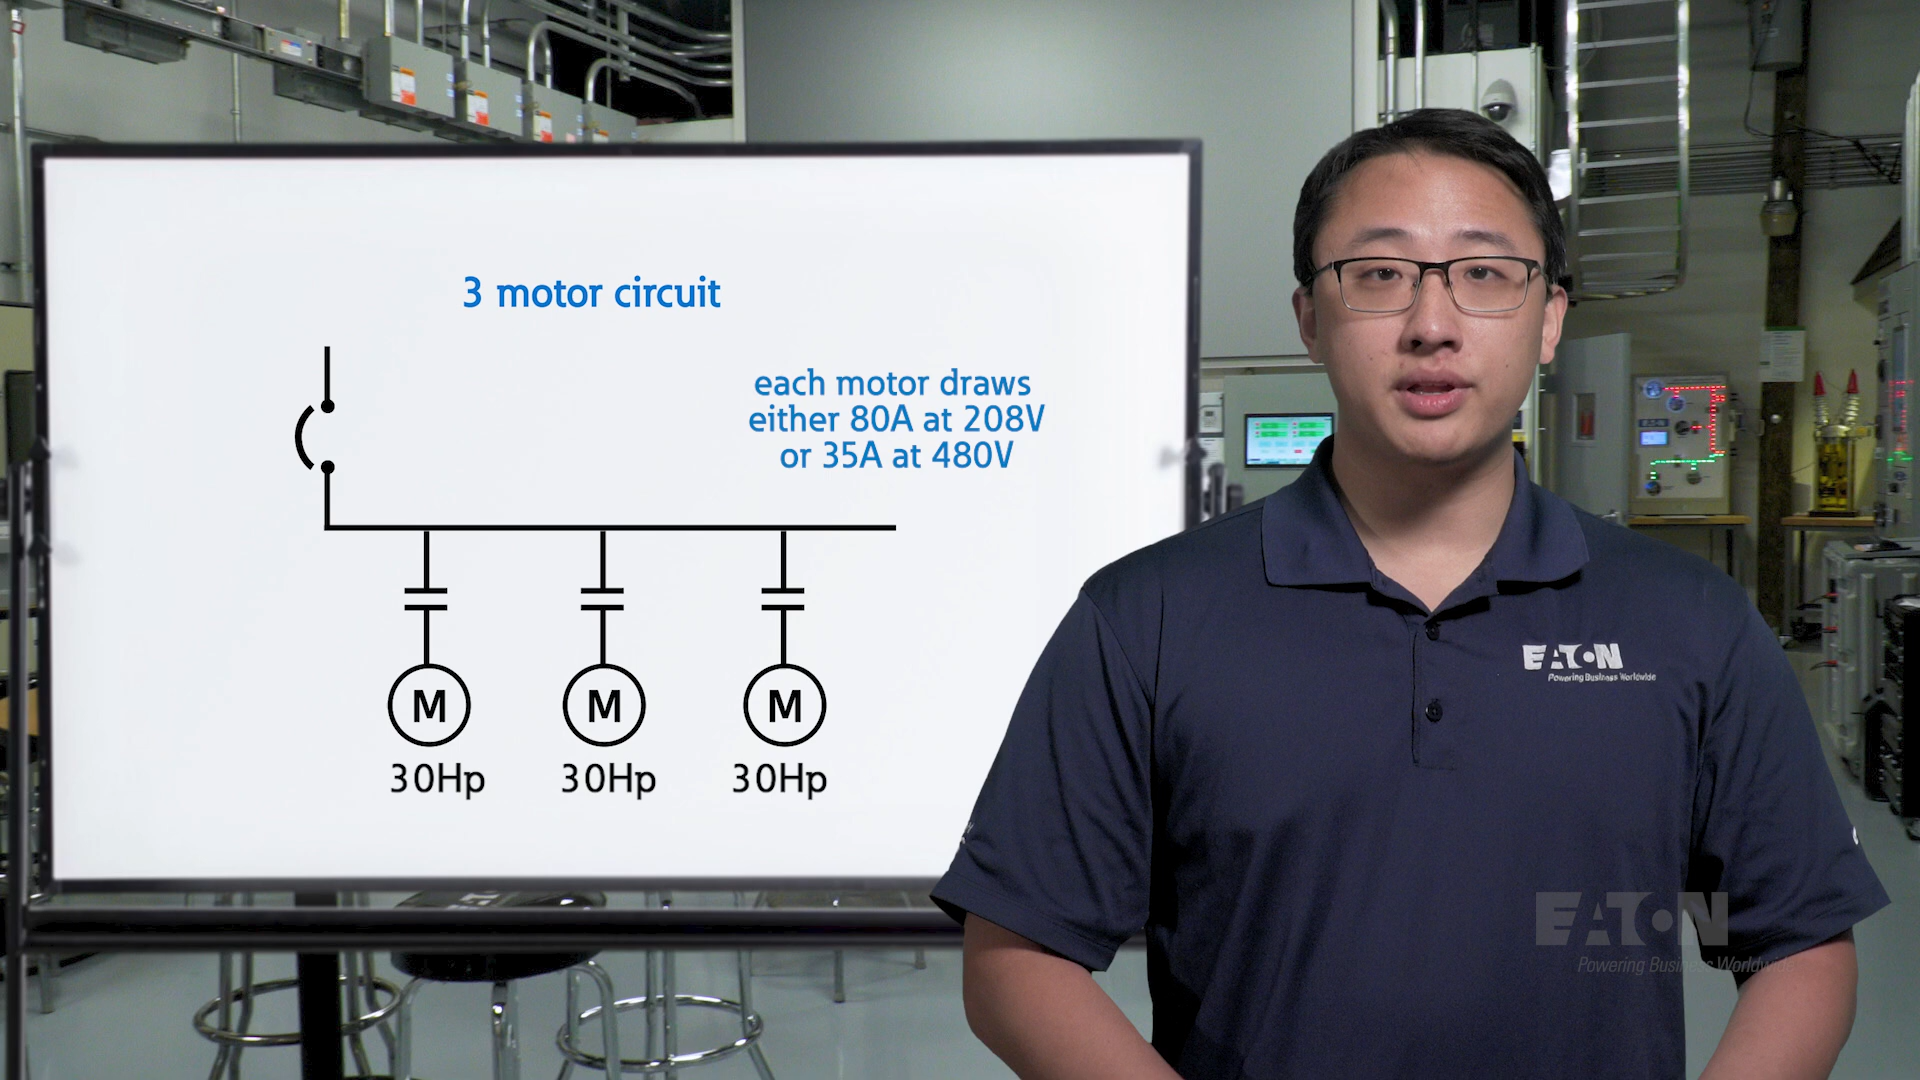 3 motor circuit
each motor draws
either 80A at 208V
or 35A at 480V
M M M
30Hp 30Hp 30Hp
EATON
Powering Business Worldwide
EATON
Powering Business Worldwide